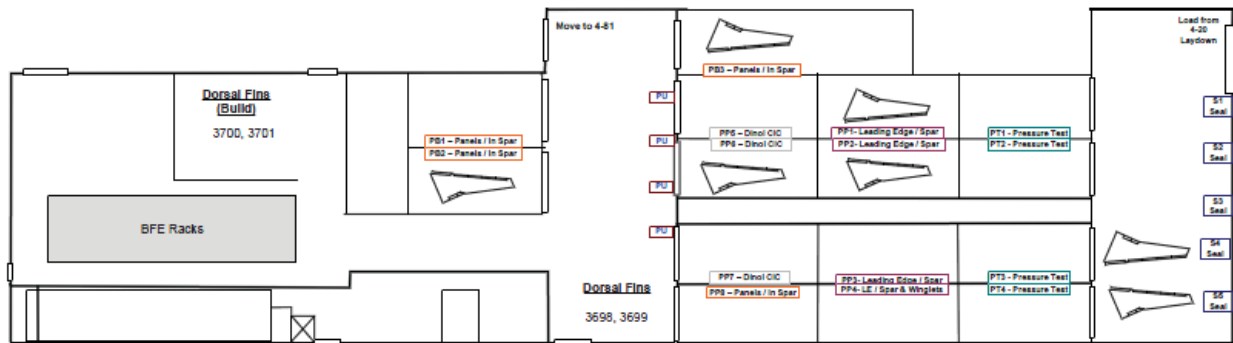 Move to 4-81
Load from
4-20
Laydown
PB3 – Panels / In Spar
Dorsal Fins
(Build)
3700, 3701
PU
S1
Seal
PB1 – Panels / In Spar
PB2 – Panels / In Spar
PU
PP5 – Dinol CIC
PP6 – Dinol CIC
PP1- Leading Edge / Spar
PP2- Leading Edge / Spar
PT1 - Pressure Test
PT2 - Pressure Test
S2
Seal
PU
S3
Seal
BFE Racks
PU
S4
Seal
PP7 – Dinol CIC
PP8 – Panels / In Spar
PP3- Leading Edge / Spar
PP4- LE / Spar & Winglets
PT3 - Pressure Test
PT4 - Pressure Test
Dorsal Fins
3698, 3699
S5
Seal